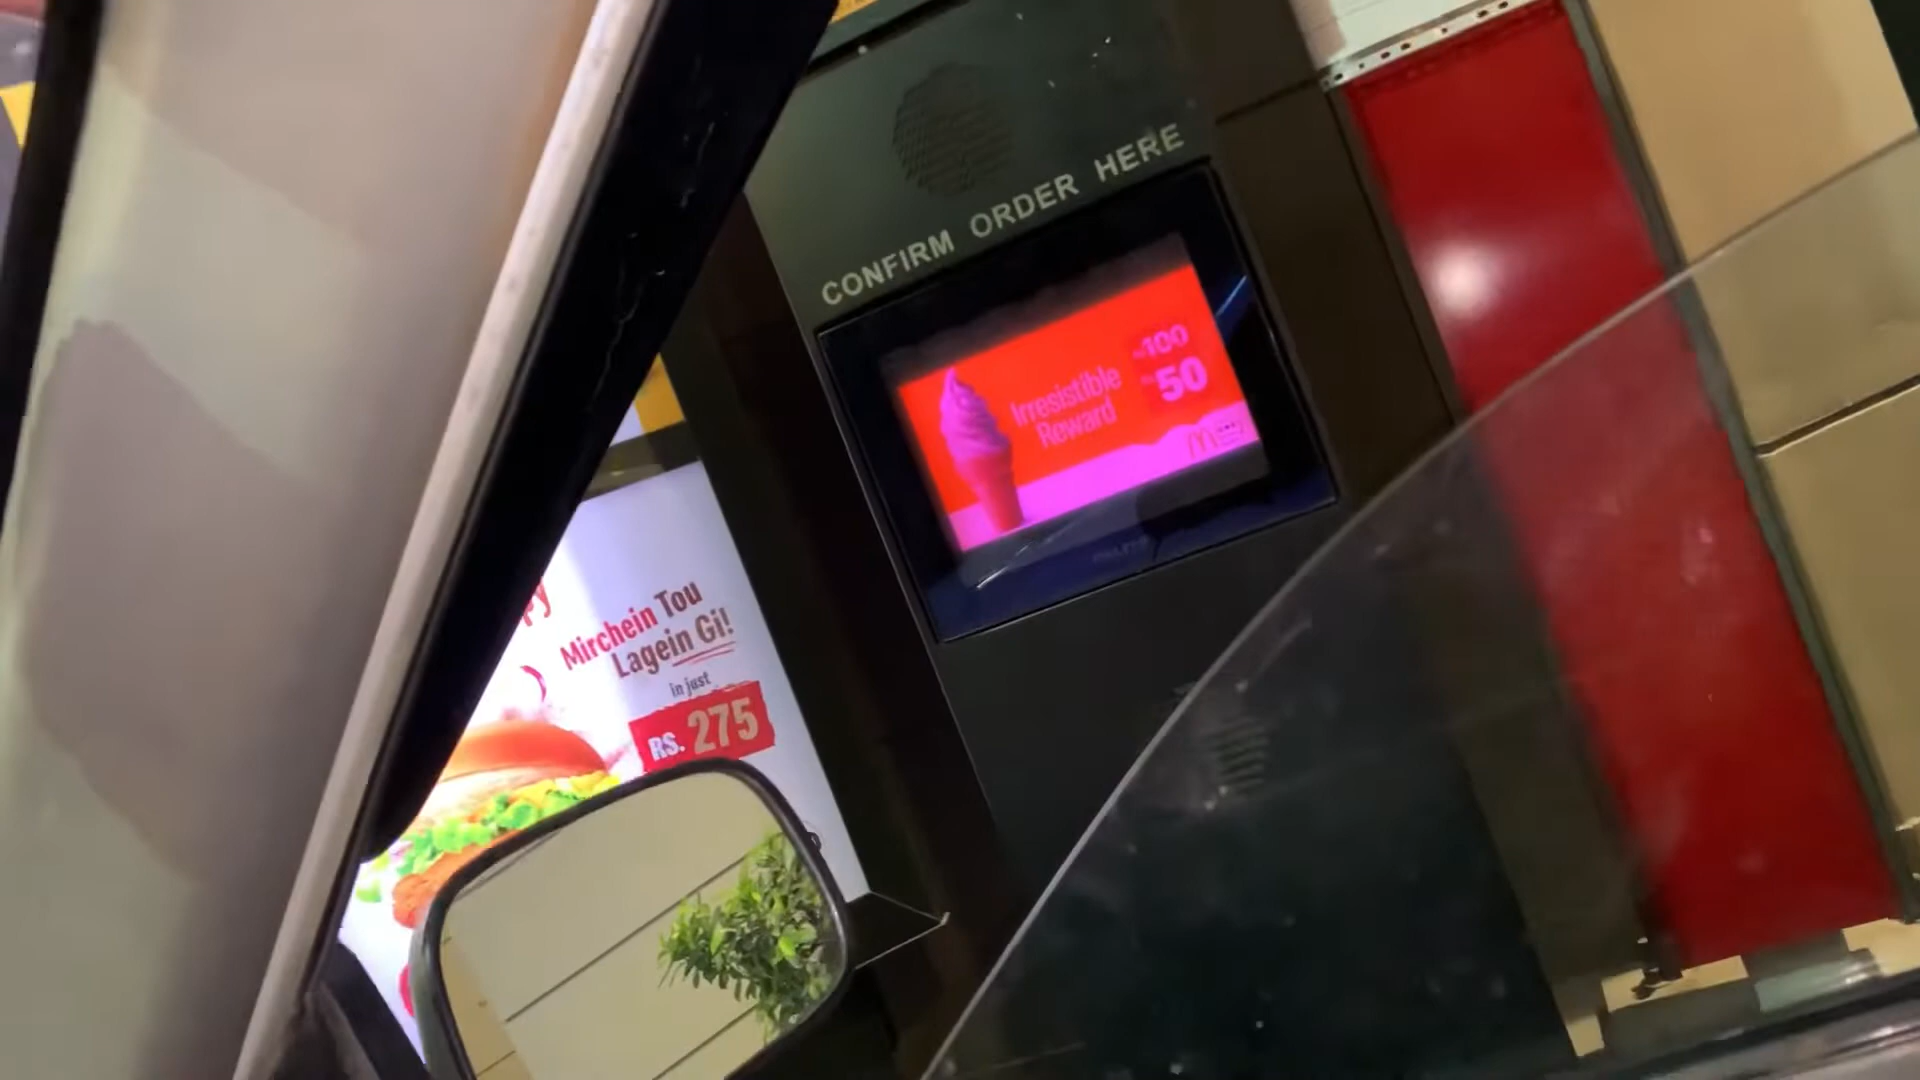 CONFIRM ORDER HERE
Irresistible
Reward
100
50
Mirchein Tou
Lagein Gi!
in just
RS. 275